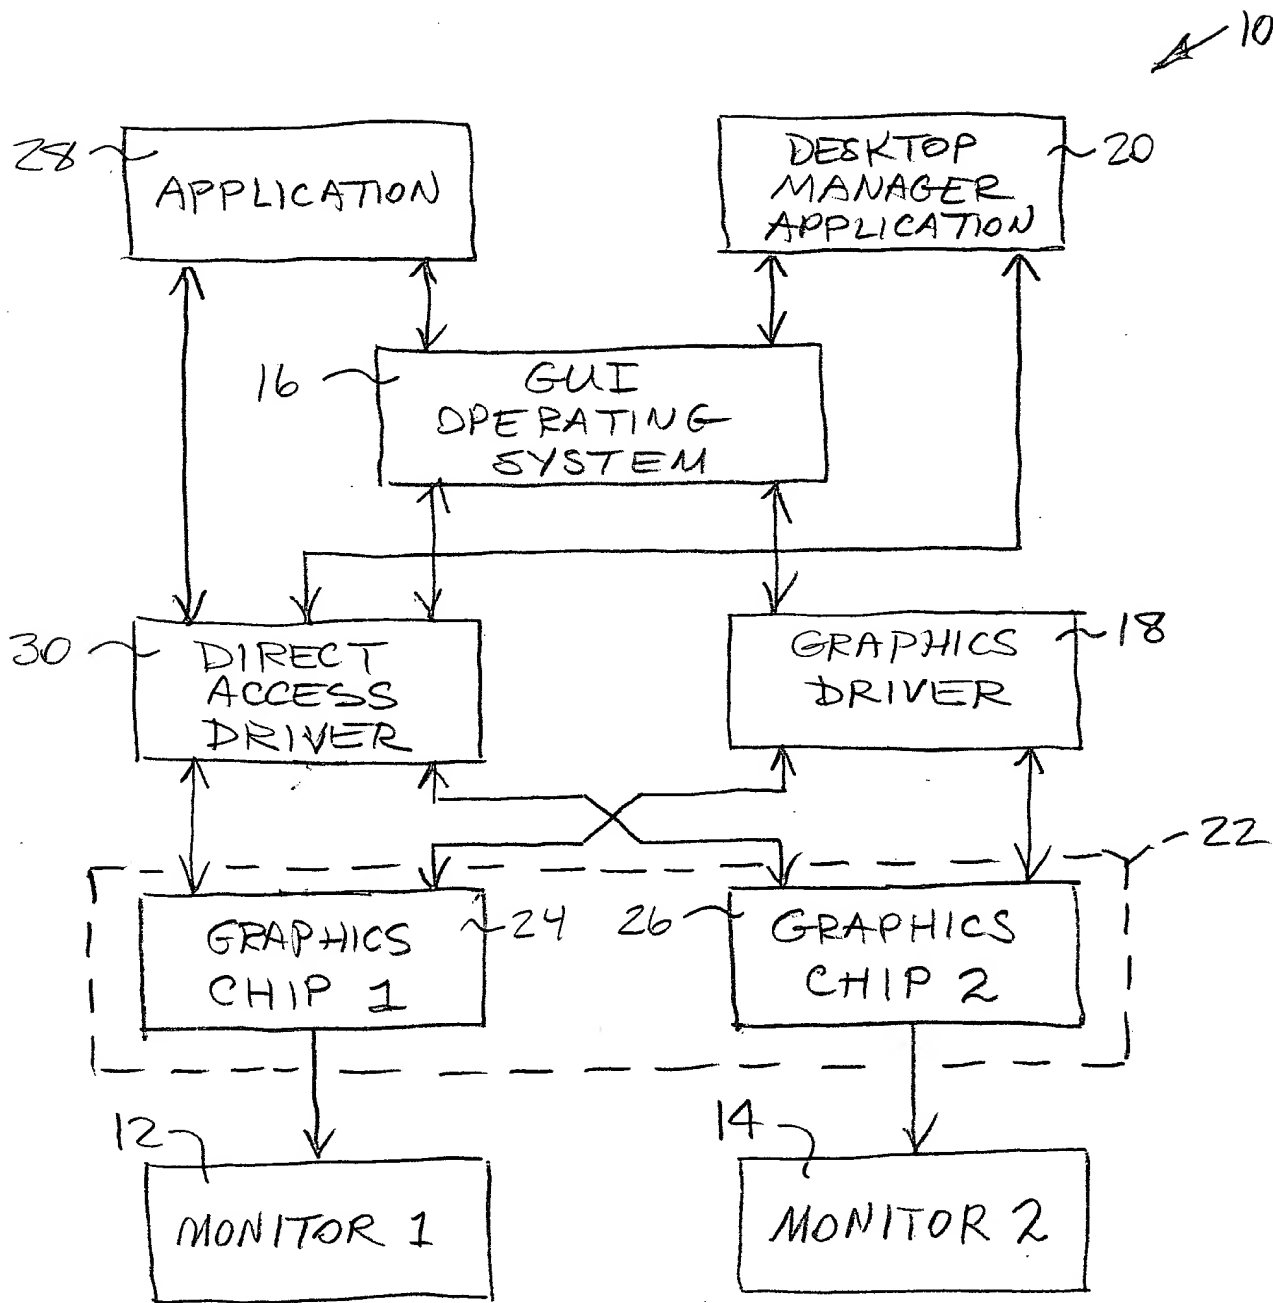 10
28
APPLICATION
DESKTOP
MANAGER
APPLICATION
20
16
GUI
OPERATING
SYSTEM
30
DIRECT
ACCESS
DRIVER
GRAPHICS
DRIVER
18
22
GRAPHICS
CHIP 1
24
26
GRAPHICS
CHIP 2
12
MONITOR 1
14
MONITOR 2